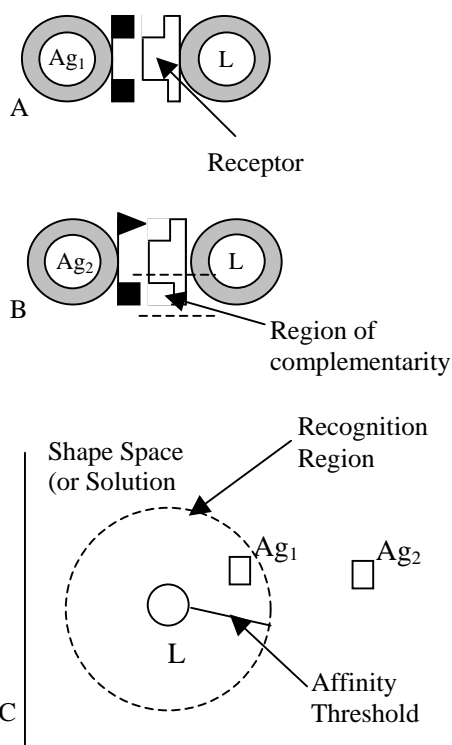 Ag1
L
A
Receptor
Ag2
L
B
Region of
complementarity
Recognition
Region
Shape Space
(or Solution
Ag1
Ag2
L
Affinity
Threshold
C